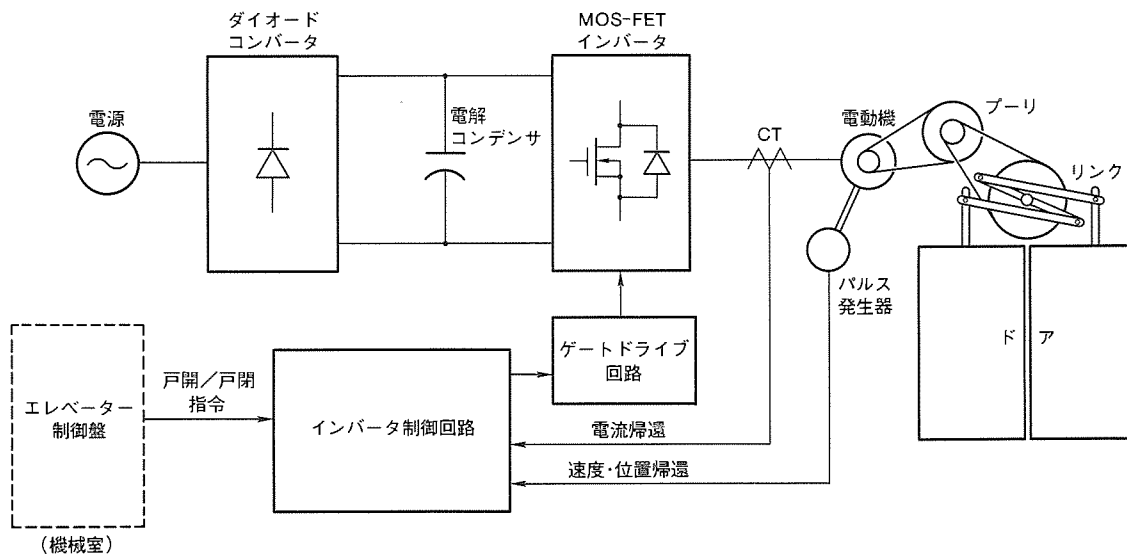 ダイオード
コンバータ
MOS-FET
インバータ
電源
電解
コンデンサ
CT
電動機
プーリ
リンク
パルス
発生器
ド ア
ゲートドライブ
回路
エレベーター
制御盤
戸開/戸閉
指令
インバータ制御回路
電流帰還
速度·位置帰還
(機械室)